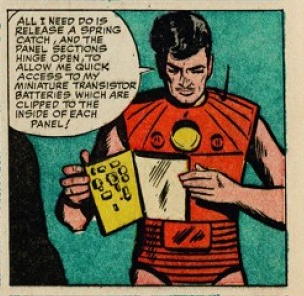 ALL I NEED DO IS
RELEASE A SPRING
CATCH, AND THE
PANEL SECTIONS
HINGE OPEN, TO
ALLOW ME QUICK
ACCESS TO MY
MINIATURE TRANSISTOR
BATTERIES WHICH ARE
CLIPPED TO THE
INSIDE OF EACH
PANEL!